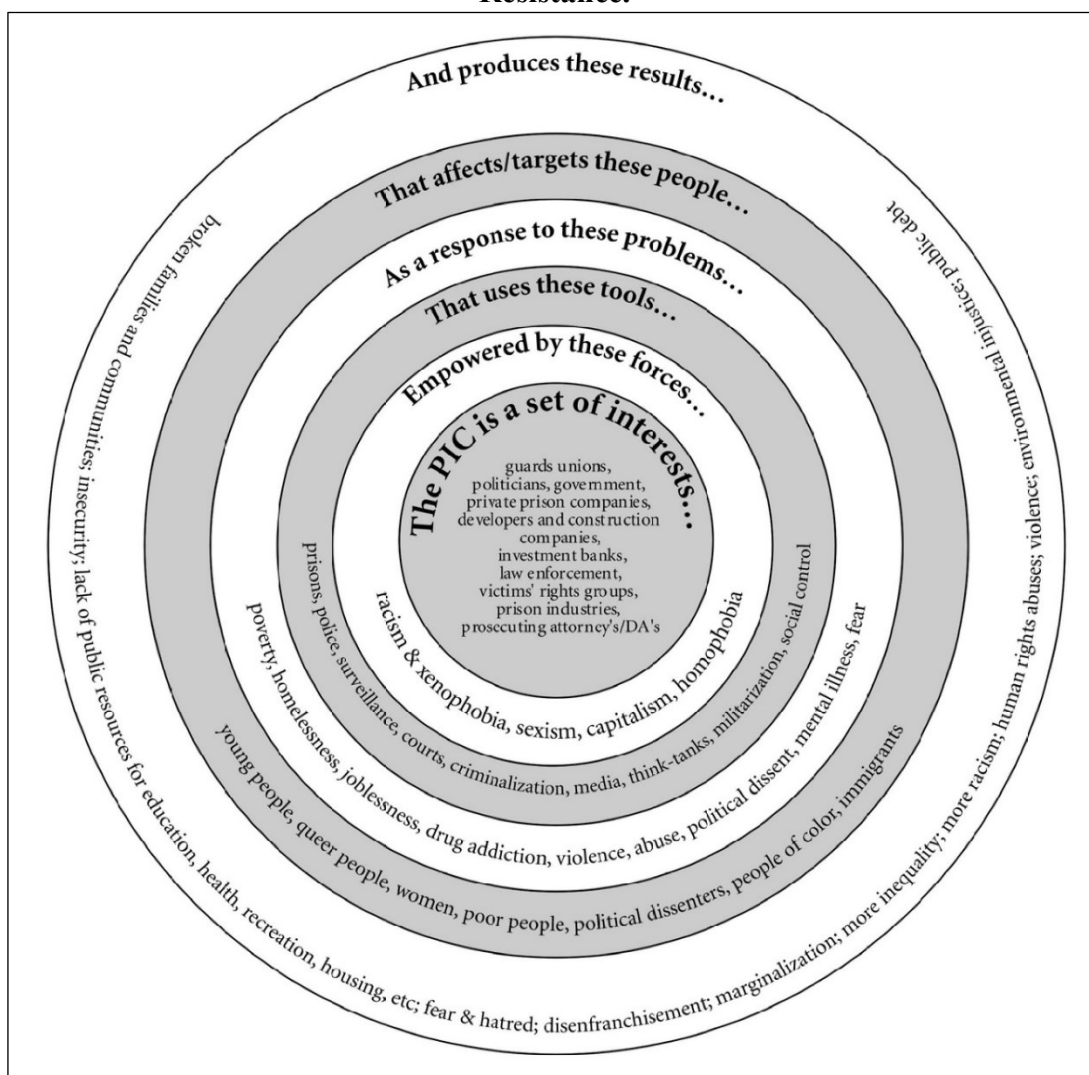 Resistance.
And produces these results…
That affects/targets these people…
As a response to these problems…
That uses these tools…
Empowered by these forces…
The PIC is a set of interests…
guards unions,
politicians, government,
private prison companies,
developers and construction
companies,
investment banks,
law enforcement,
victims' rights groups,
prison industries,
prosecuting attorney's/DA's
racism & xenophobia, sexism, capitalism, homophobia
prisons, police, surveillance, courts, criminalization, media, think-tanks, militarization, social control
poverty, homelessness, joblessness, drug addiction, violence, abuse, political dissent, mental illness, fear
young people, queer people, women, poor people, political dissenters, people of color, immigrants
broken families and communities; insecurity; lack of public resources for education, health, recreation, housing, etc; fear & hatred; disenfranchisement; marginalization; more inequality; more racism; human rights abuses; violence; environmental injustice; public debt